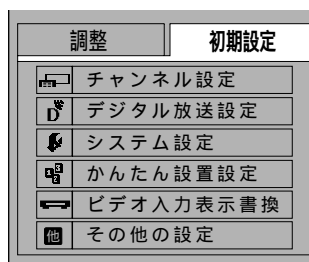 調整
初期設定
チャンネル設定
デジタル放送設定
システム設定
かんたん設置設定
ビデオ入力表示書換
他 その他の設定